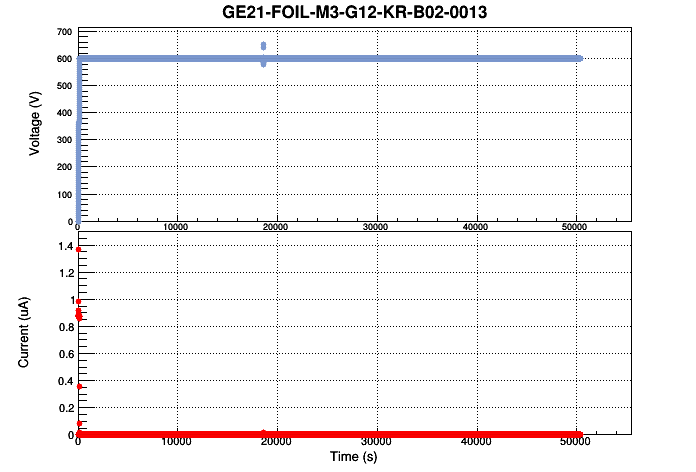 GE21-FOIL-M3-G12-KR-B02-0013
Voltage (V)
700
600
500
400
300
200
100
0
0 10000 20000 30000 40000 50000
Current (uA)
1.4
1.2
1
0.8
0.6
0.4
0.2
0
0 10000 20000 30000 40000 50000
Time (s)